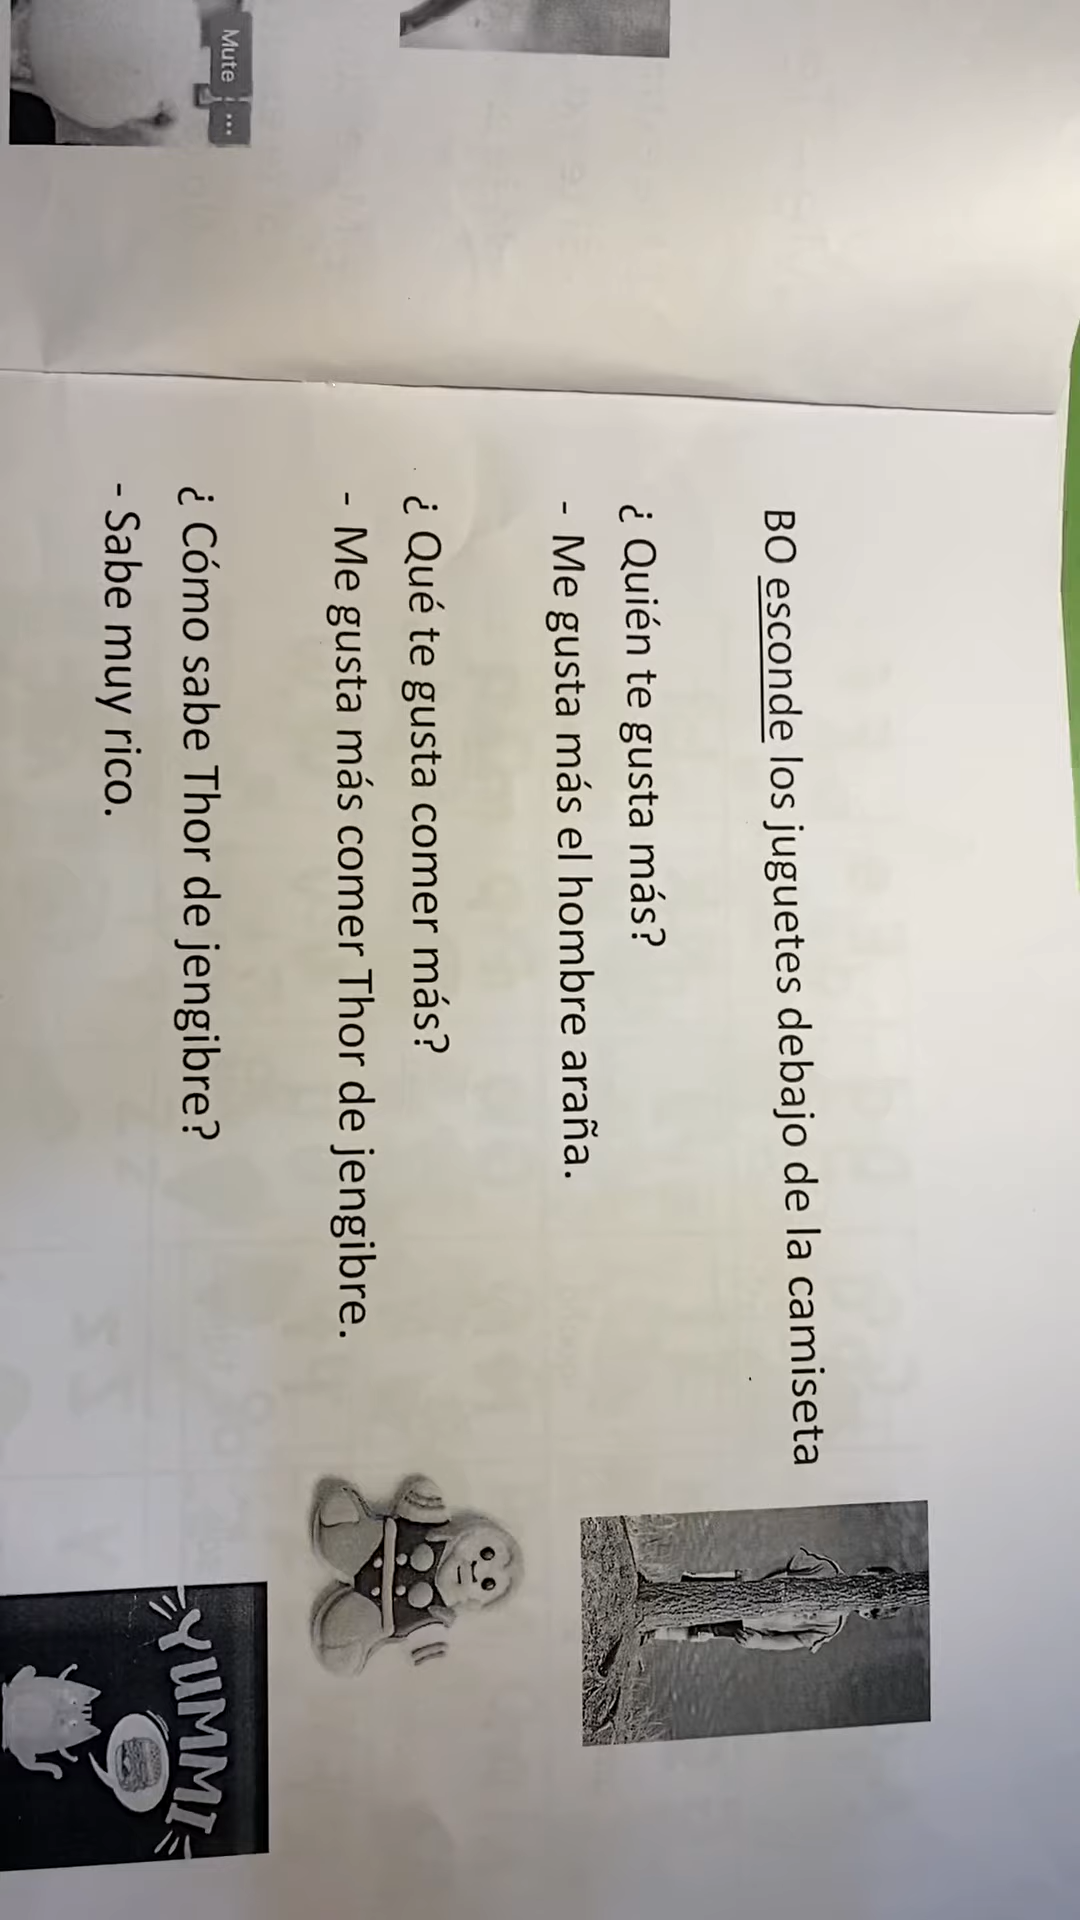 Mute ...
BO esconde los juguetes debajo de la camiseta
¿ Quién te gusta más?
- Me gusta más el hombre araña.
¿ Qué te gusta comer más?
- Me gusta más comer Thor de jengibre.
¿ Cómo sabe Thor de jengibre?
- Sabe muy rico.
YUMMI